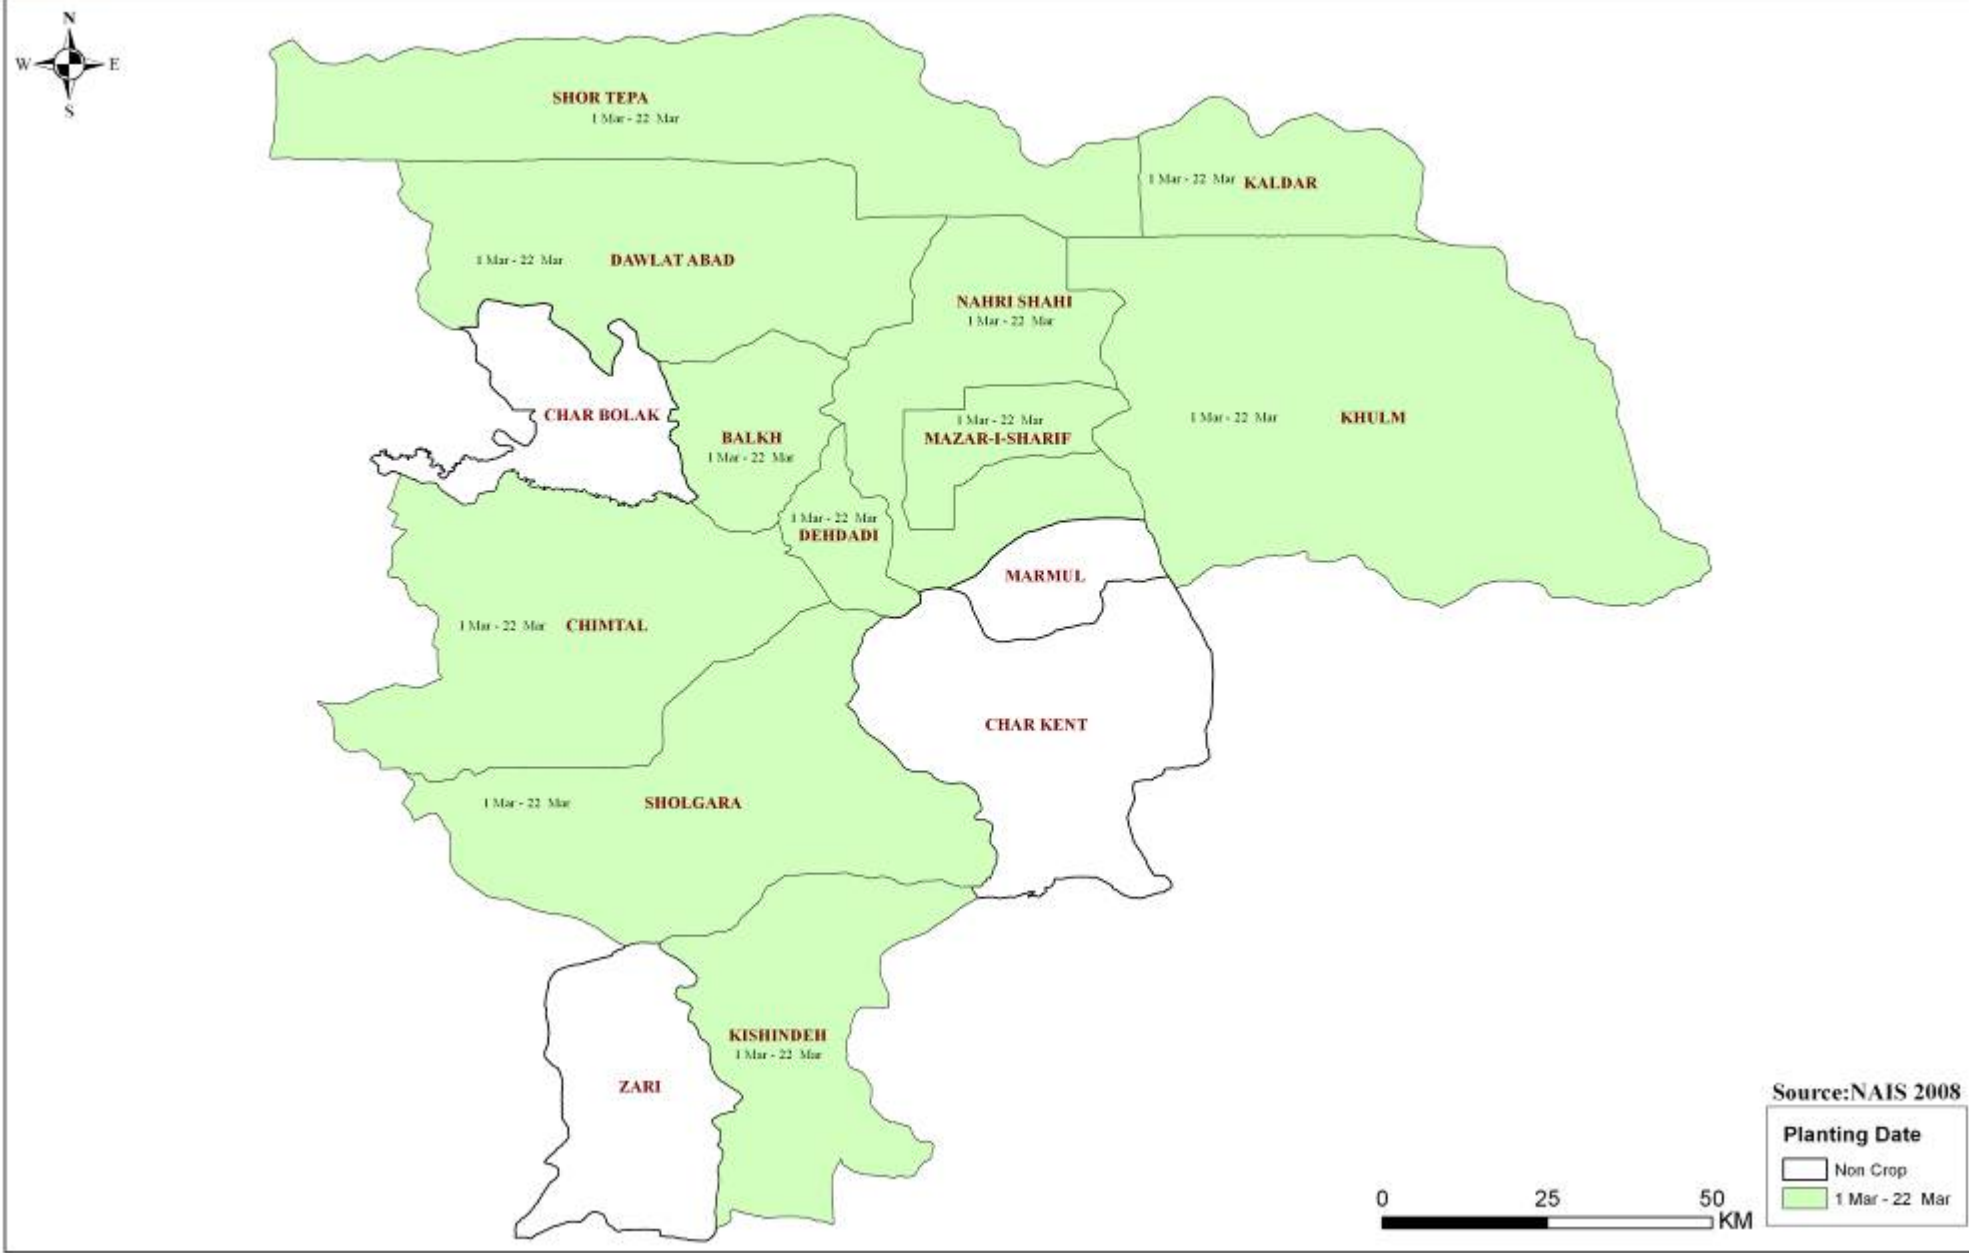 N
W E
S
SHOR TEPA
1 Mar - 22 Mar
1 Mar - 22 Mar KALDAR
1 Mar - 22 Mar DAWLAT ABAD
NAHRI SHAHI
1 Mar - 22 Mar
CHAR BOLAK
1 Mar - 22 Mar
MAZAR-I-SHARIF
1 Mar - 22 Mar KHULM
BALKH
1 Mar - 22 Mar
1 Mar - 22 Mar
DEHDADI
MARMUL
1 Mar - 22 Mar CHIMTAL
CHAR KENT
1 Mar - 22 Mar SHOLGARA
KISHINDEH
1 Mar - 22 Mar
ZARI
Source:NAIS 2008
Planting Date
Non Crop
1 Mar - 22 Mar
0 25 50
KM